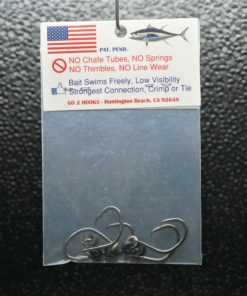 PAT. PEND.
NO Chafe Tubes, NO Springs
NO Thimbles, NO Line Wear
Bait Swims Freely, Low Visibility
Strongest Connection, Crimp or Tie
GO 2 HOOKS - Huntington Beach, CA 92648